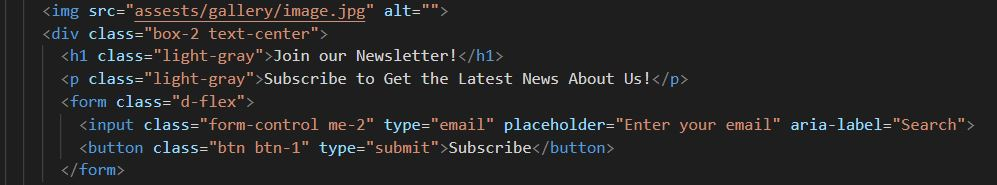 <img src="assests/gallery/image.jpg" alt="">
<div class="box-2 text-center">
<h1 class="light-gray">Join our Newsletter!</h1>
<p class="light-gray">Subscribe to Get the Latest News About Us!</p>
<form class="d-flex">
<input class="form-control me-2" type="email" placeholder="Enter your email" aria-label="Search">
<button class="btn btn-1" type="submit">Subscribe</button>
</form>